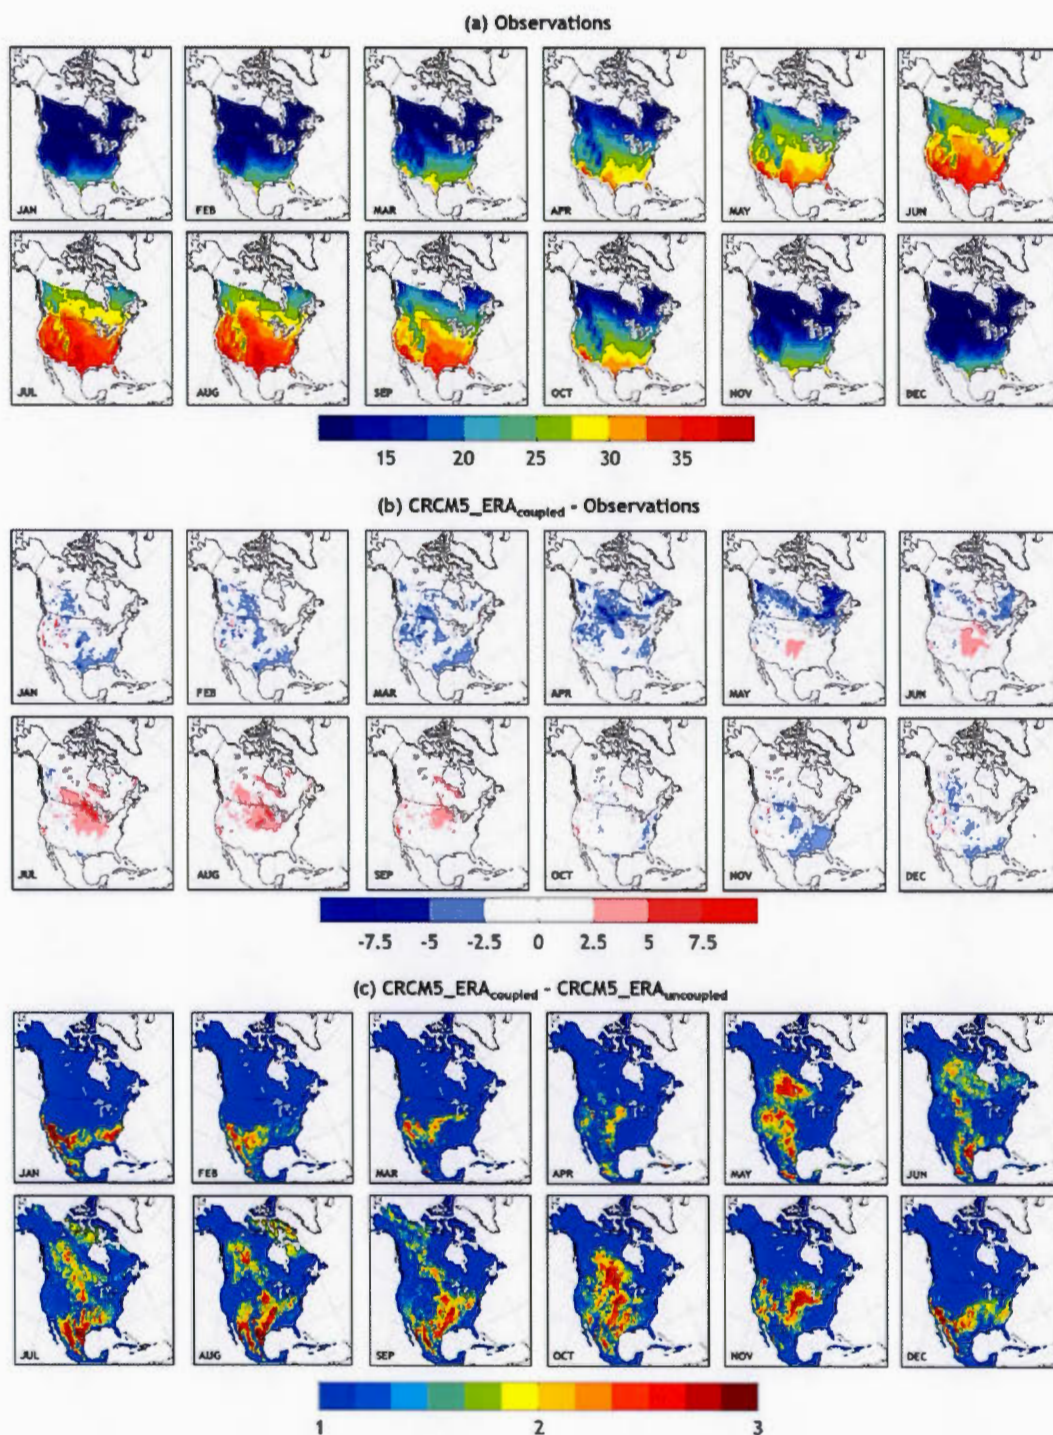 (a) Observations
JAN FEB MAR APR MAY JUN
JUL AUG SEP OCT NOV DEC
15 20 25 30 35
(b) CRCM5_ERAcoupled - Observations
JAN FEB MAR APR MAY JUN
JUL AUG SEP OCT NOV DEC
-7.5 -5 -2.5 0 2.5 5 7.5
(c) CRCM5_ERAcoupled - CRCM5_ERAuncoupled
JAN FEB MAR APR MAY JUN
JUL AUG SEP OCT NOV DEC
1 2 3